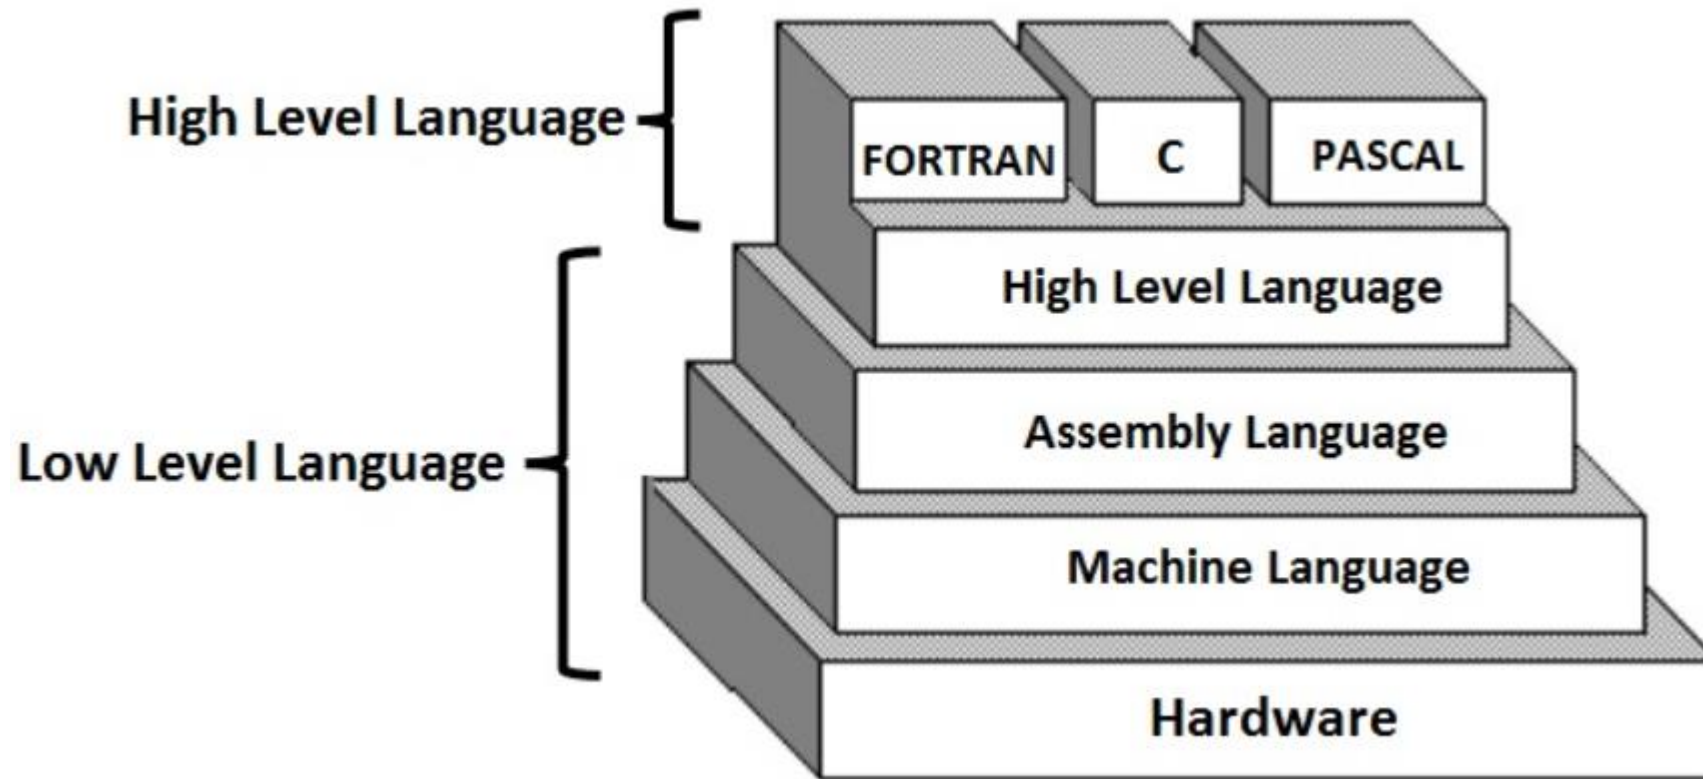 High Level Language
FORTRAN
C
PASCAL
High Level Language
Low Level Language
Assembly Language
Machine Language
Hardware